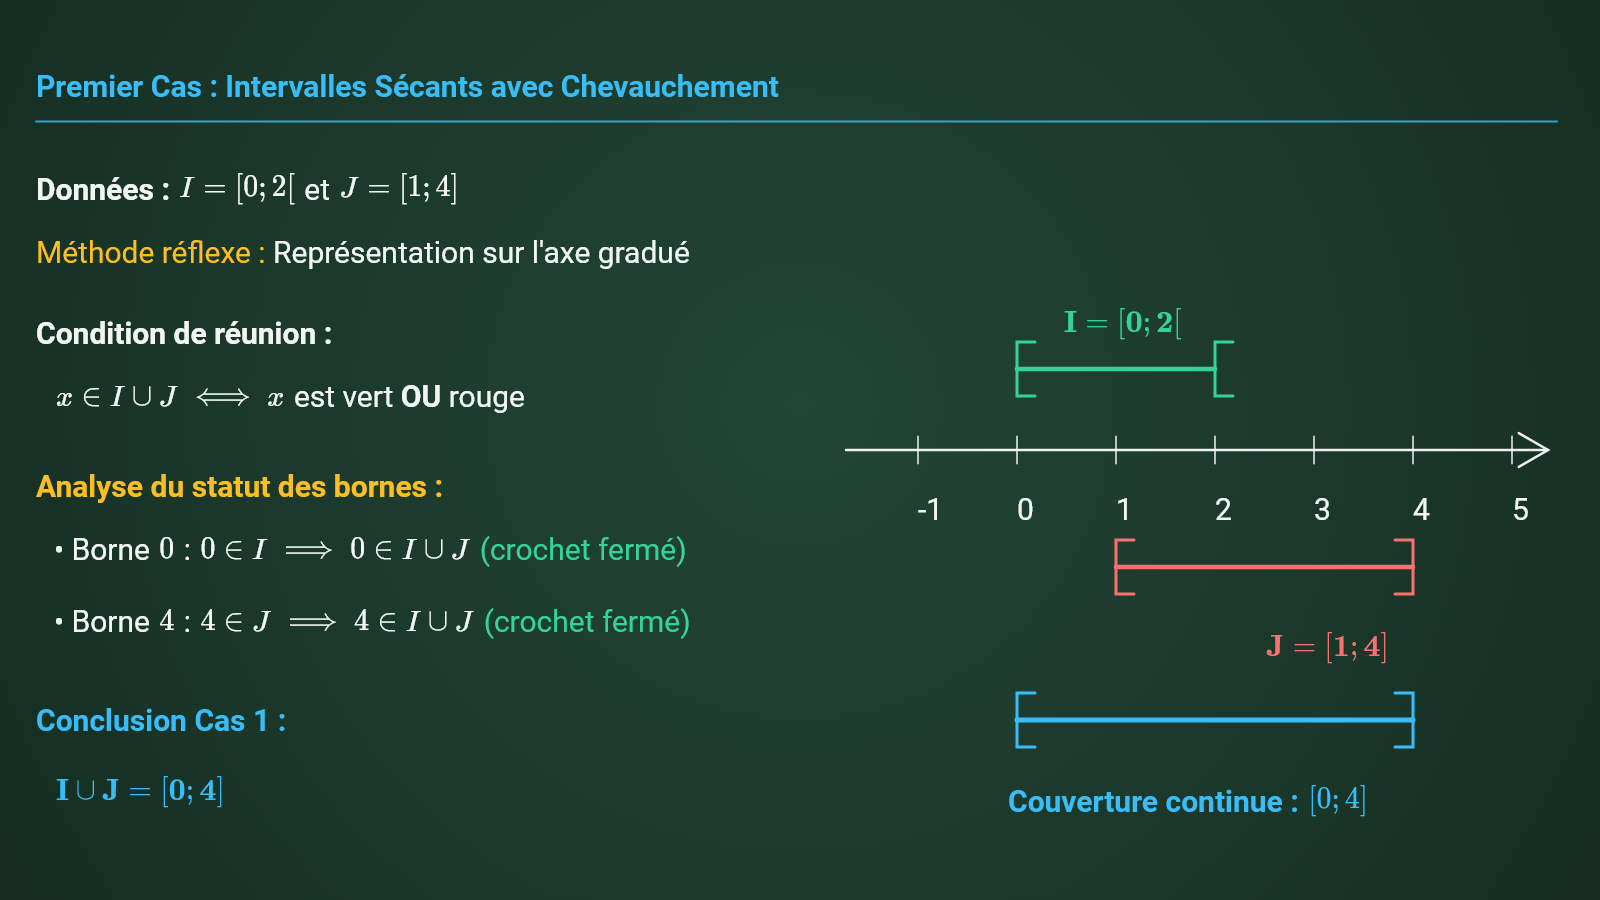 Premier Cas : Intervalles Sécants avec Chevauchement
Données : I = [0; 2[ et J = [1; 4]
Méthode réflexe : Représentation sur l'axe gradué
Condition de réunion :
x ∈ I ∪ J ⟺ x est vert OU rouge
Analyse du statut des bornes :
• Borne 0 : 0 ∈ I ⟹ 0 ∈ I ∪ J (crochet fermé)
• Borne 4 : 4 ∈ J ⟹ 4 ∈ I ∪ J (crochet fermé)
Conclusion Cas 1 :
I ∪ J = [0; 4]
I = [0; 2[
-1 0 1 2 3 4 5
J = [1; 4]
Couverture continue : [0; 4]